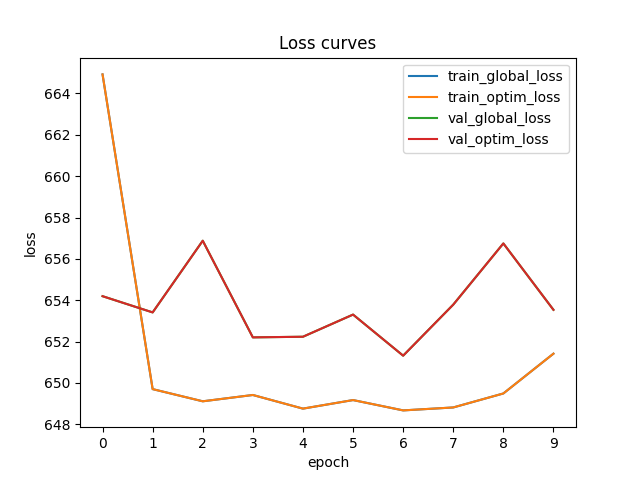 Loss curves
train_global_loss
train_optim_loss
val_global_loss
val_optim_loss
664
662
660
658
656
654
652
650
648
loss
0 1 2 3 4 5 6 7 8 9
epoch